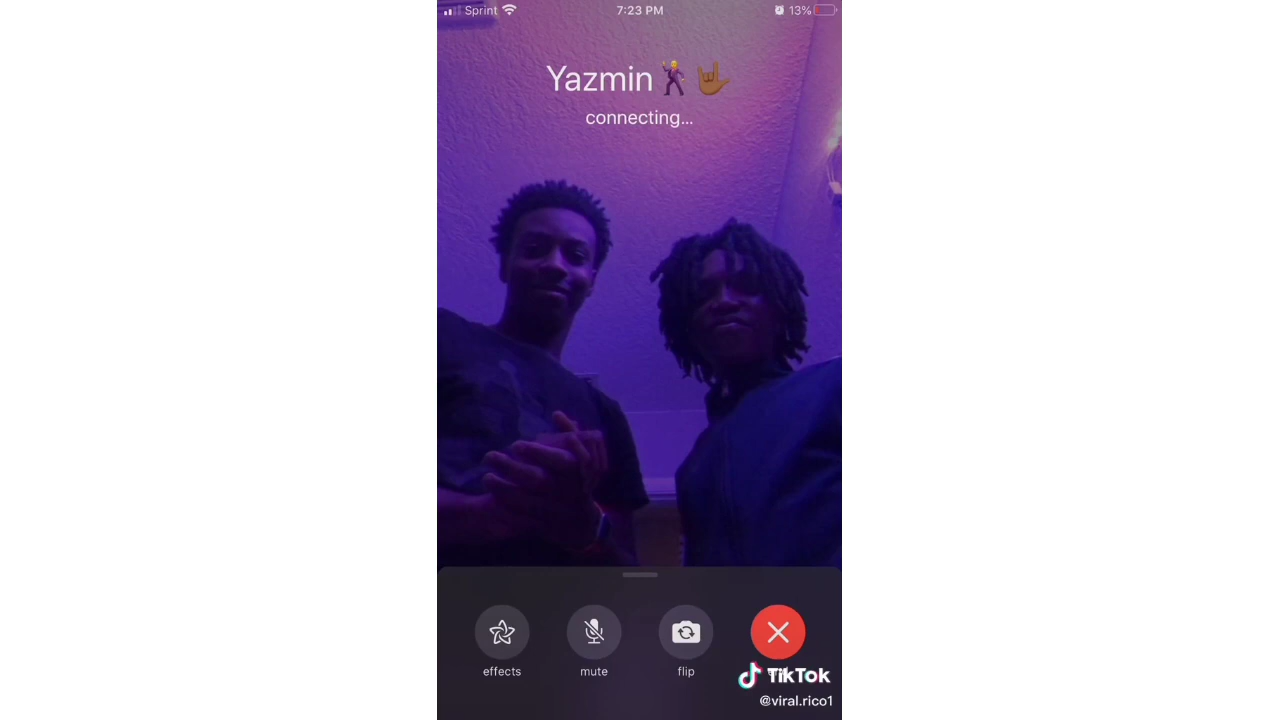 Sprint 7:23 PM 13%
Yazmin🕺🤟🏾
connecting...
effects mute flip
TikTok
@viral.rico1